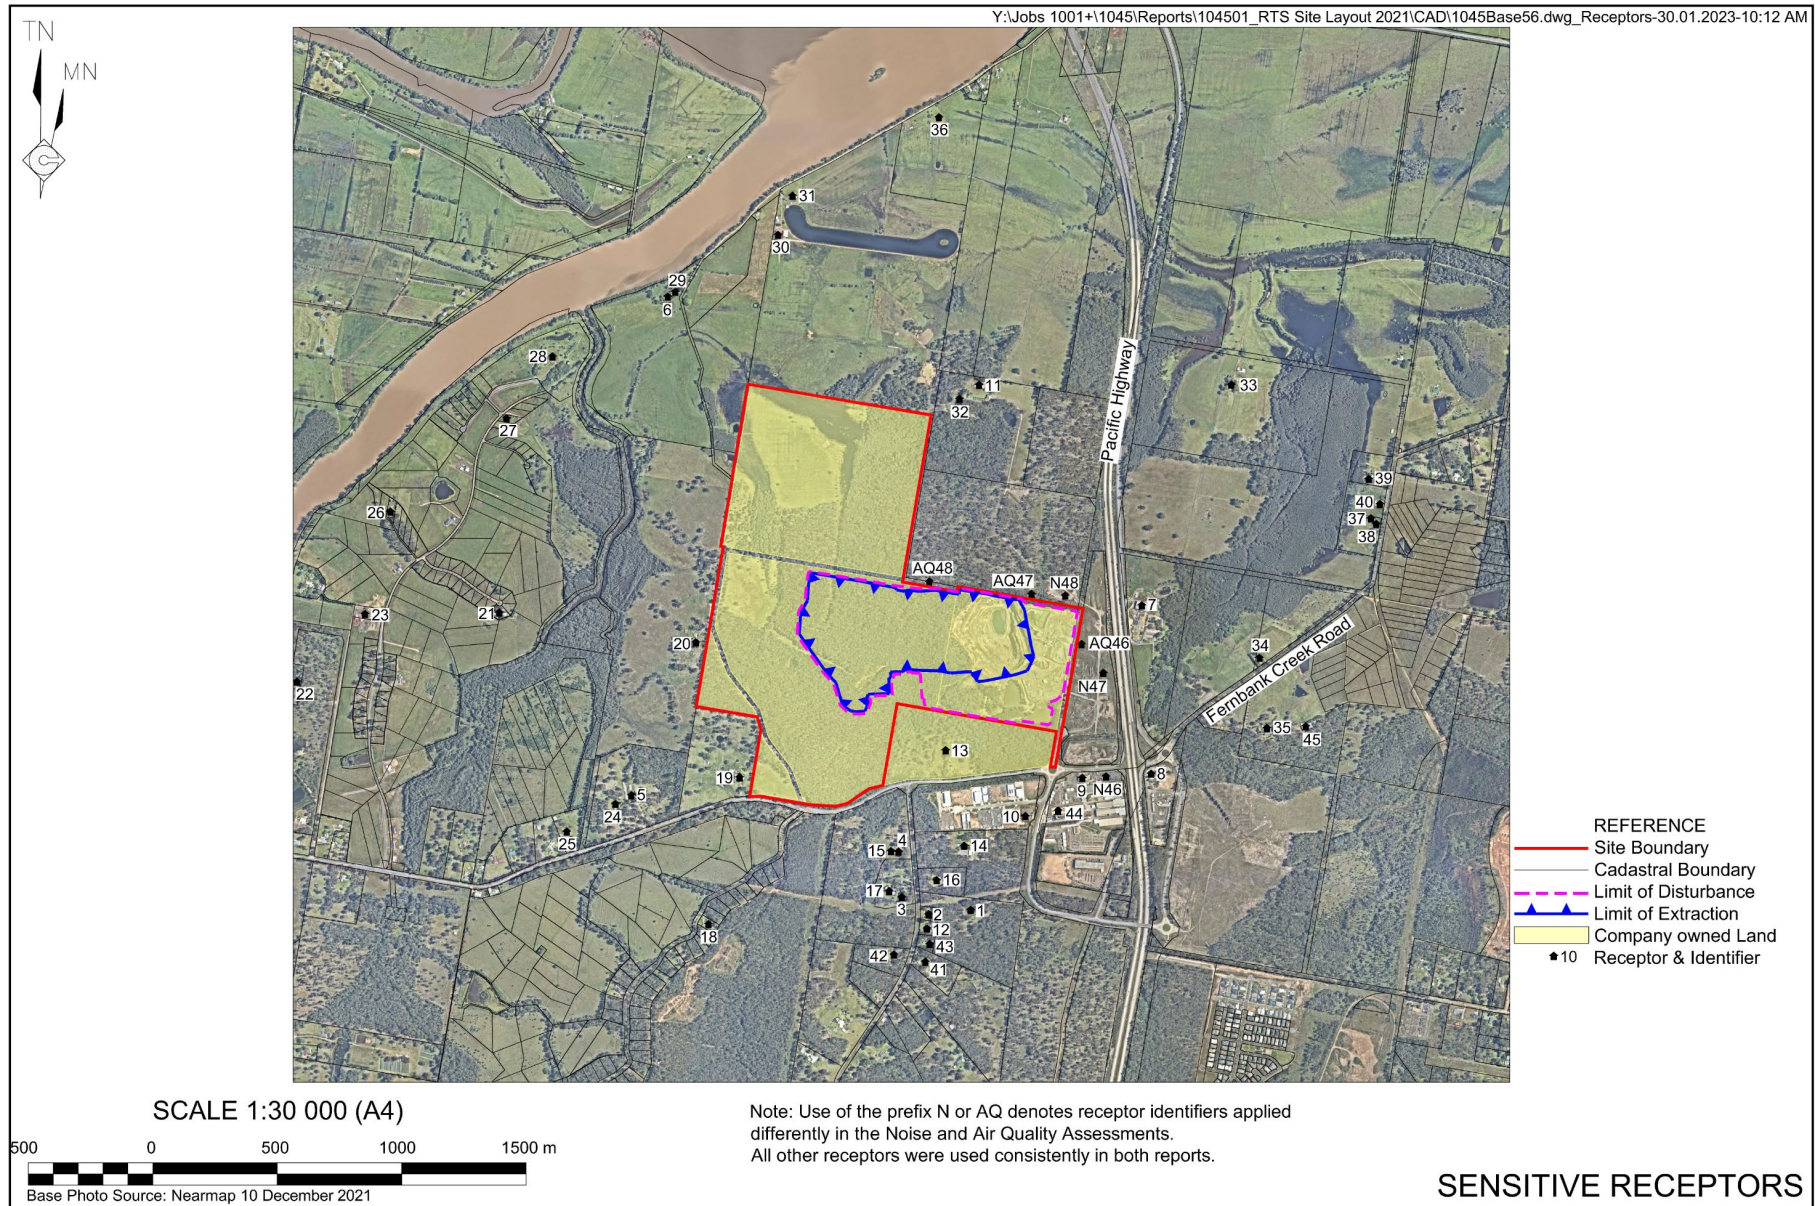 Y:\Jobs 1001+\1045\Reports\104501_RTS Site Layout 2021\CAD\1045Base56.dwg_Receptors-30.01.2023-10:12 AM
TN
MN
36
31
30
29
6
28
11
32
33
27
Pacific Highway
39
40
37
38
26
AQ48
AQ47
N48
7
23
21
20
AQ46
34
Fernbank Creek Road
N47
22
35
45
13
19
8
9
N46
5
24
10
44
25
4
15
14
16
17
3
2
1
12
18
43
42
41
REFERENCE
Site Boundary
Cadastral Boundary
Limit of Disturbance
Limit of Extraction
Company owned Land
10 Receptor & Identifier
SCALE 1:30 000 (A4)
500 0 500 1000 1500 m
Base Photo Source: Nearmap 10 December 2021
Note: Use of the prefix N or AQ denotes receptor identifiers applied
differently in the Noise and Air Quality Assessments.
All other receptors were used consistently in both reports.
SENSITIVE RECEPTORS